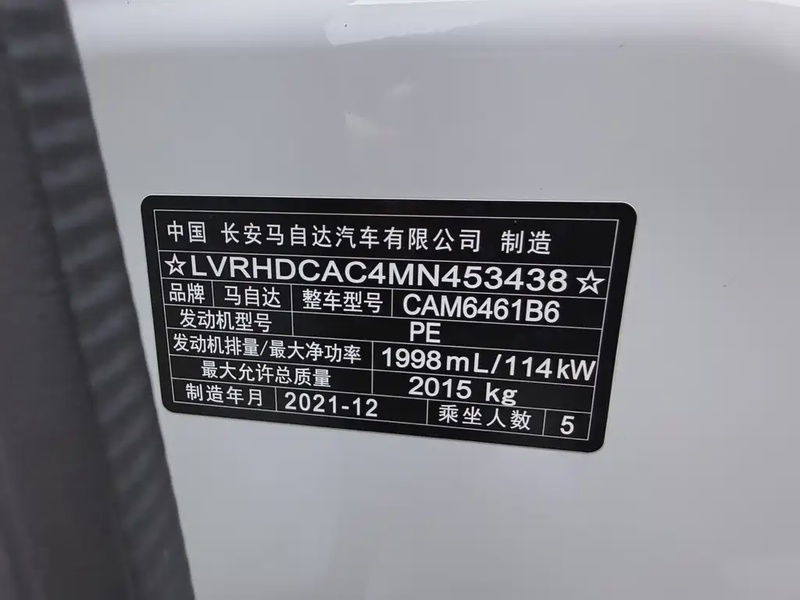 中国 长安马自达汽车有限公司 制造
☆LVRHDCAC4MN453438☆
品牌 马自达 整车型号 CAM6461B6
发动机型号 PE
发动机排量/最大净功率 1998mL/114kW
最大允许总质量 2015 kg
制造年月 2021-12 乘坐人数 5